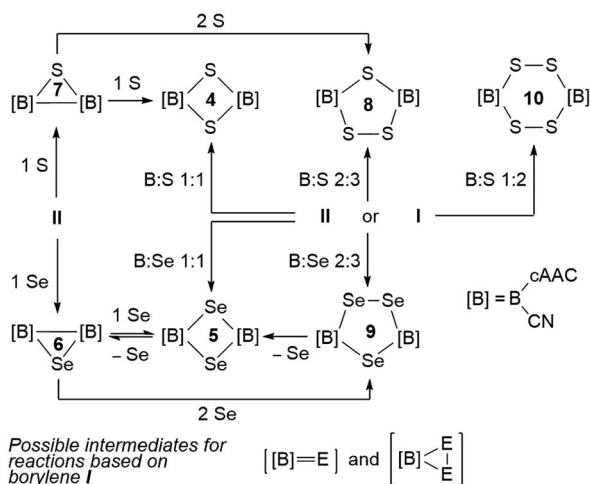 2 S
S
7
[B] [B]
1 S
S
[B] 4 [B]
S
S
[B] 8 [B]
S–S
S–S
[B] 10 [B]
S–S
1 S
B:S 1:1
B:S 2:3
B:S 1:2
II
II or I
1 Se
B:Se 1:1
B:Se 2:3
[B] = B
cAAC
CN
[B] [B]
6
Se
1 Se
– Se
Se
[B] 5 [B]
Se
– Se
Se–Se
[B] 9 [B]
Se
2 Se
Possible intermediates for
reactions based on
borylene I
[[B]=E] and [[B] E
E]